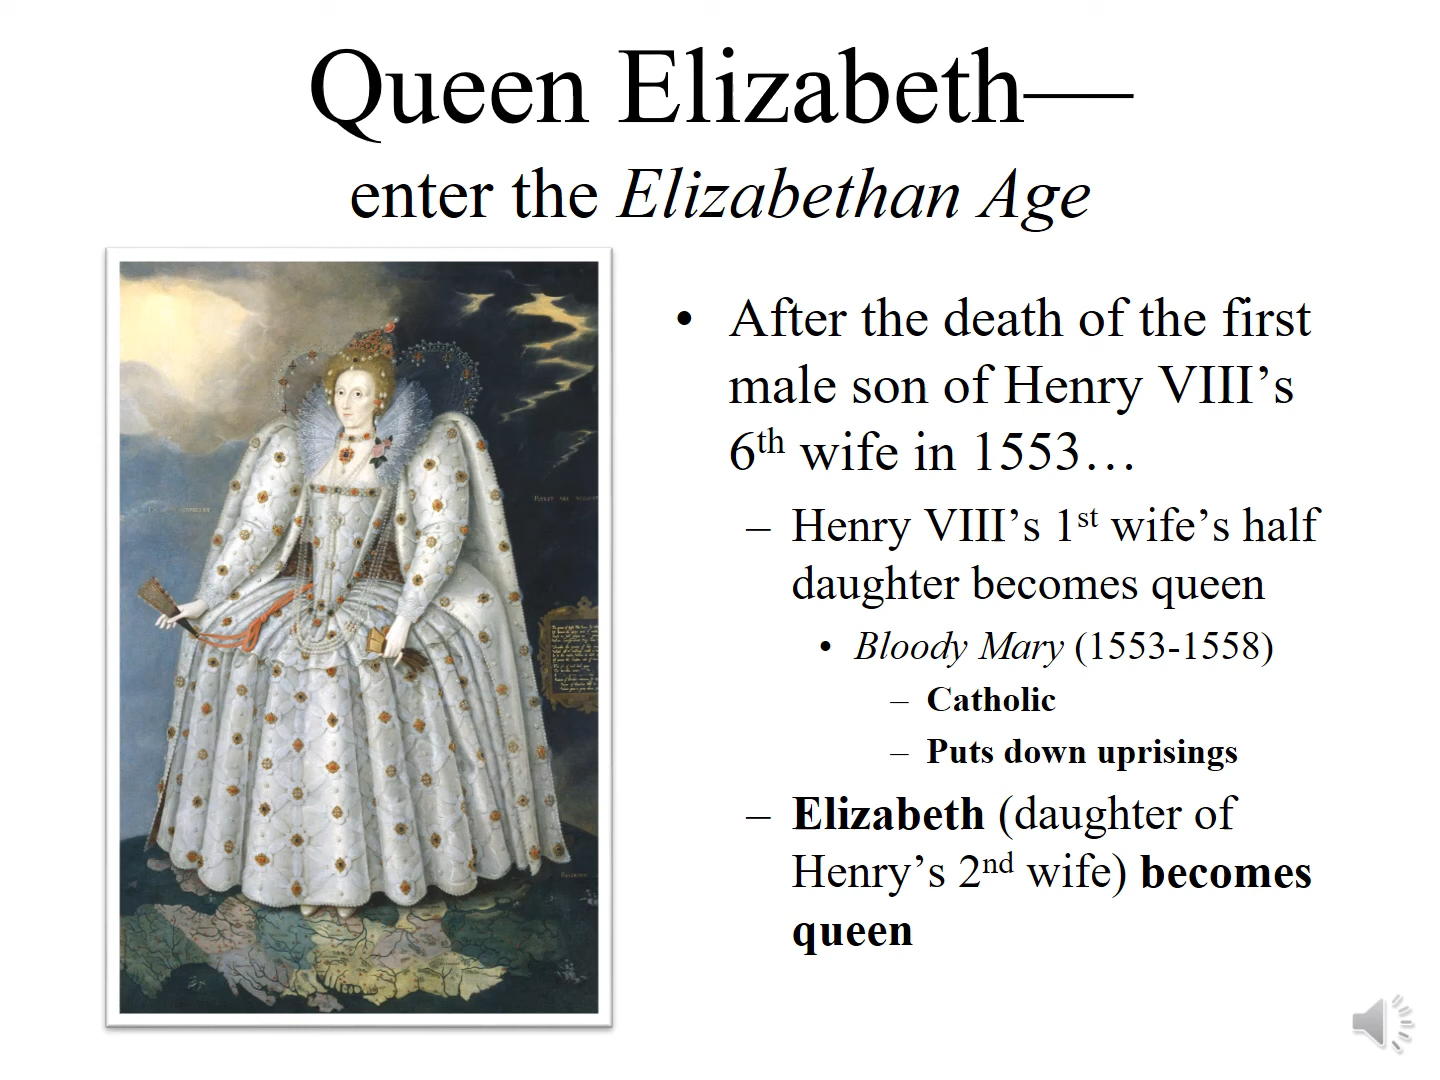 Queen Elizabeth—
enter the Elizabethan Age
• After the death of the first
male son of Henry VIII’s
6th wife in 1553…
– Henry VIII’s 1st wife’s half
daughter becomes queen
• Bloody Mary (1553-1558)
– Catholic
– Puts down uprisings
– Elizabeth (daughter of
Henry’s 2nd wife) becomes
queen